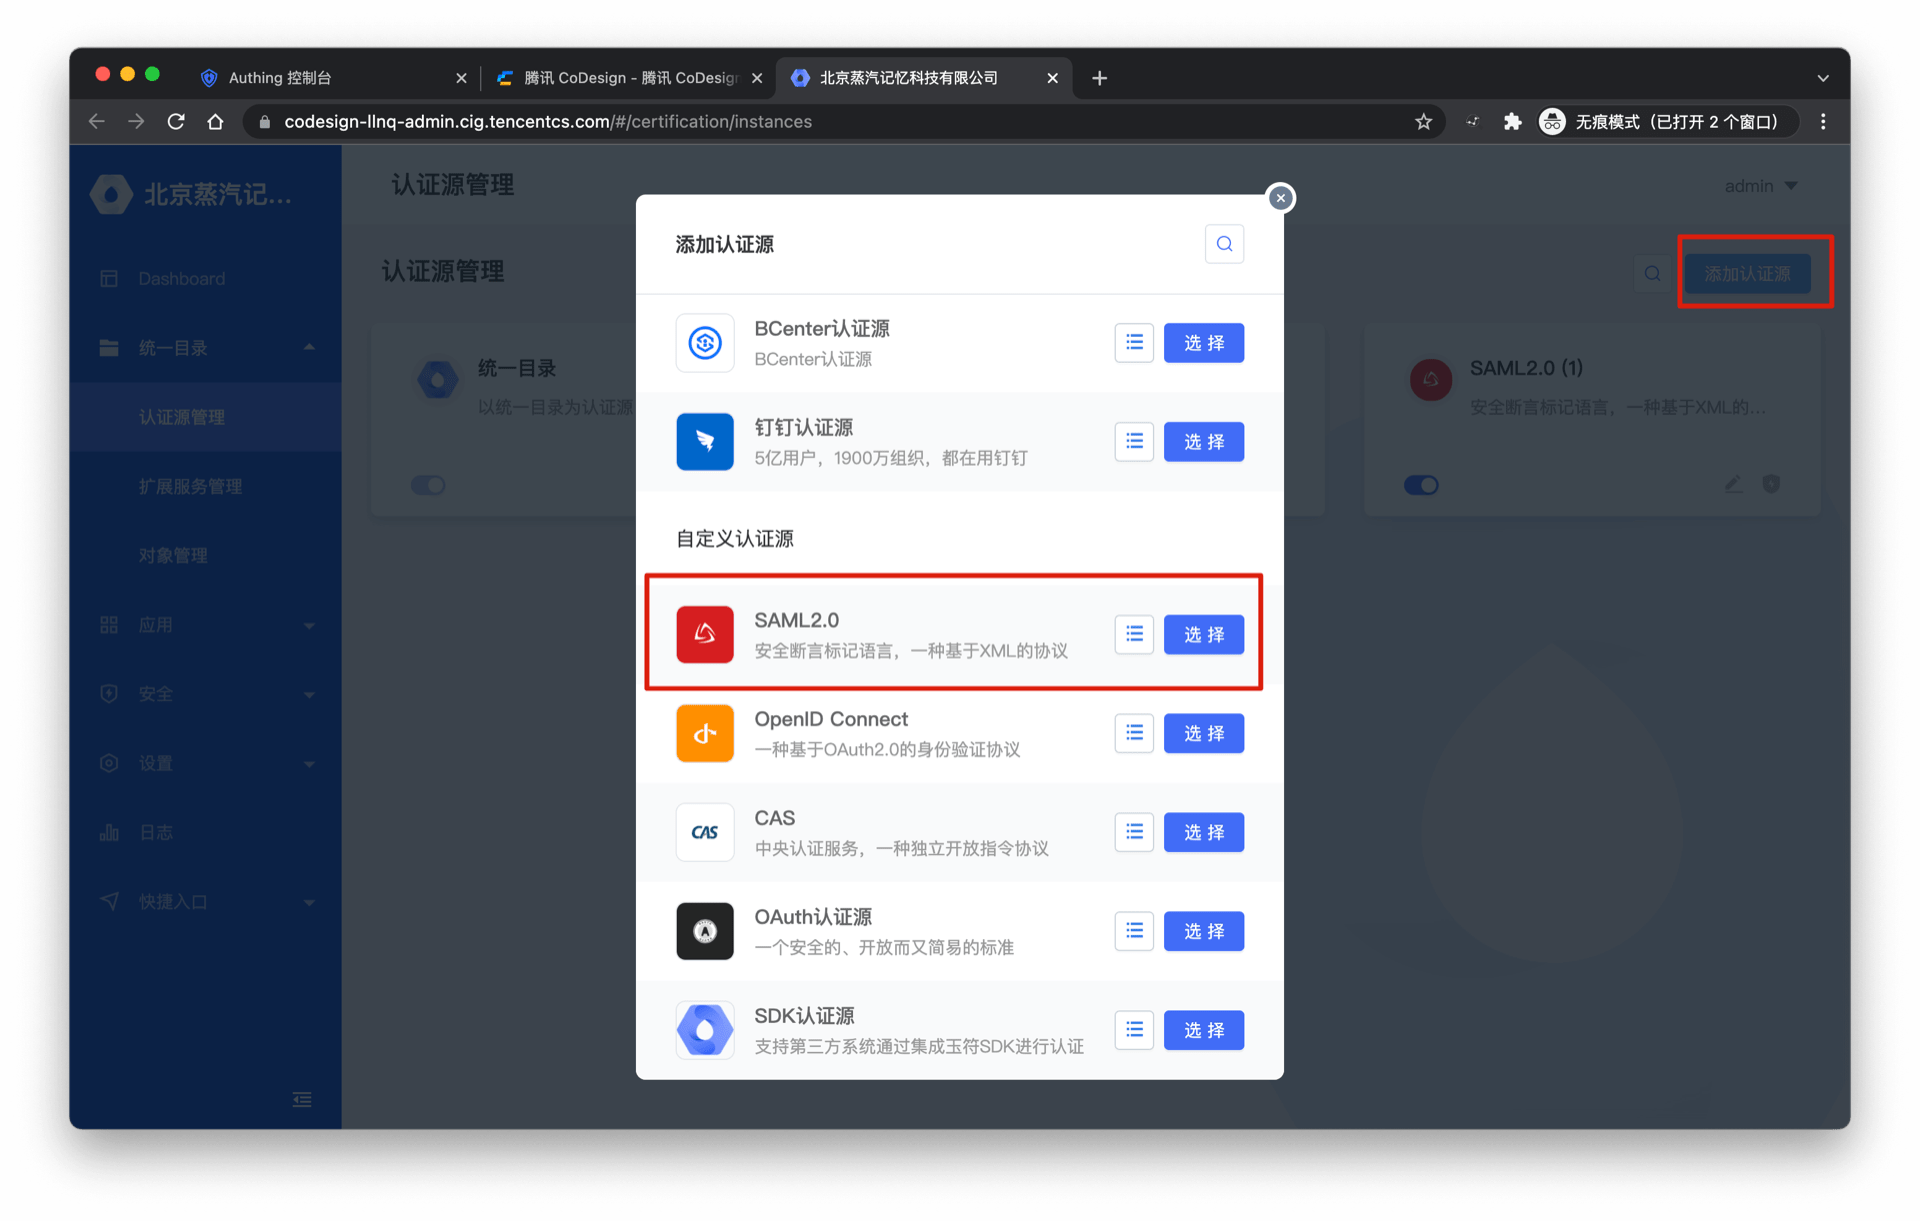 Authing 控制台
腾讯 CoDesign - 腾讯 CoDesign
北京蒸汽记忆科技有限公司
codesign-llnq-admin.cig.tencentcs.com/#/certification/instances
无痕模式（已打开 2 个窗口）
北京蒸汽记...
认证源管理
admin
Dashboard
统一目录
认证源管理
扩展服务管理
对象管理
应用
安全
设置
日志
快捷入口
认证源管理
添加认证源
统一目录
以统一目录为认证源
SAML2.0 (1)
安全断言标记语言，一种基于XML的...
添加认证源
BCenter认证源
BCenter认证源
选 择
钉钉认证源
5亿用户，1900万组织，都在用钉钉
选 择
自定义认证源
SAML2.0
安全断言标记语言，一种基于XML的协议
选 择
OpenID Connect
一种基于OAuth2.0的身份验证协议
选 择
CAS
CAS
中央认证服务，一种独立开放指令协议
选 择
OAuth认证源
一个安全的、开放而又简易的标准
选 择
SDK认证源
支持第三方系统通过集成玉符SDK进行认证
选 择